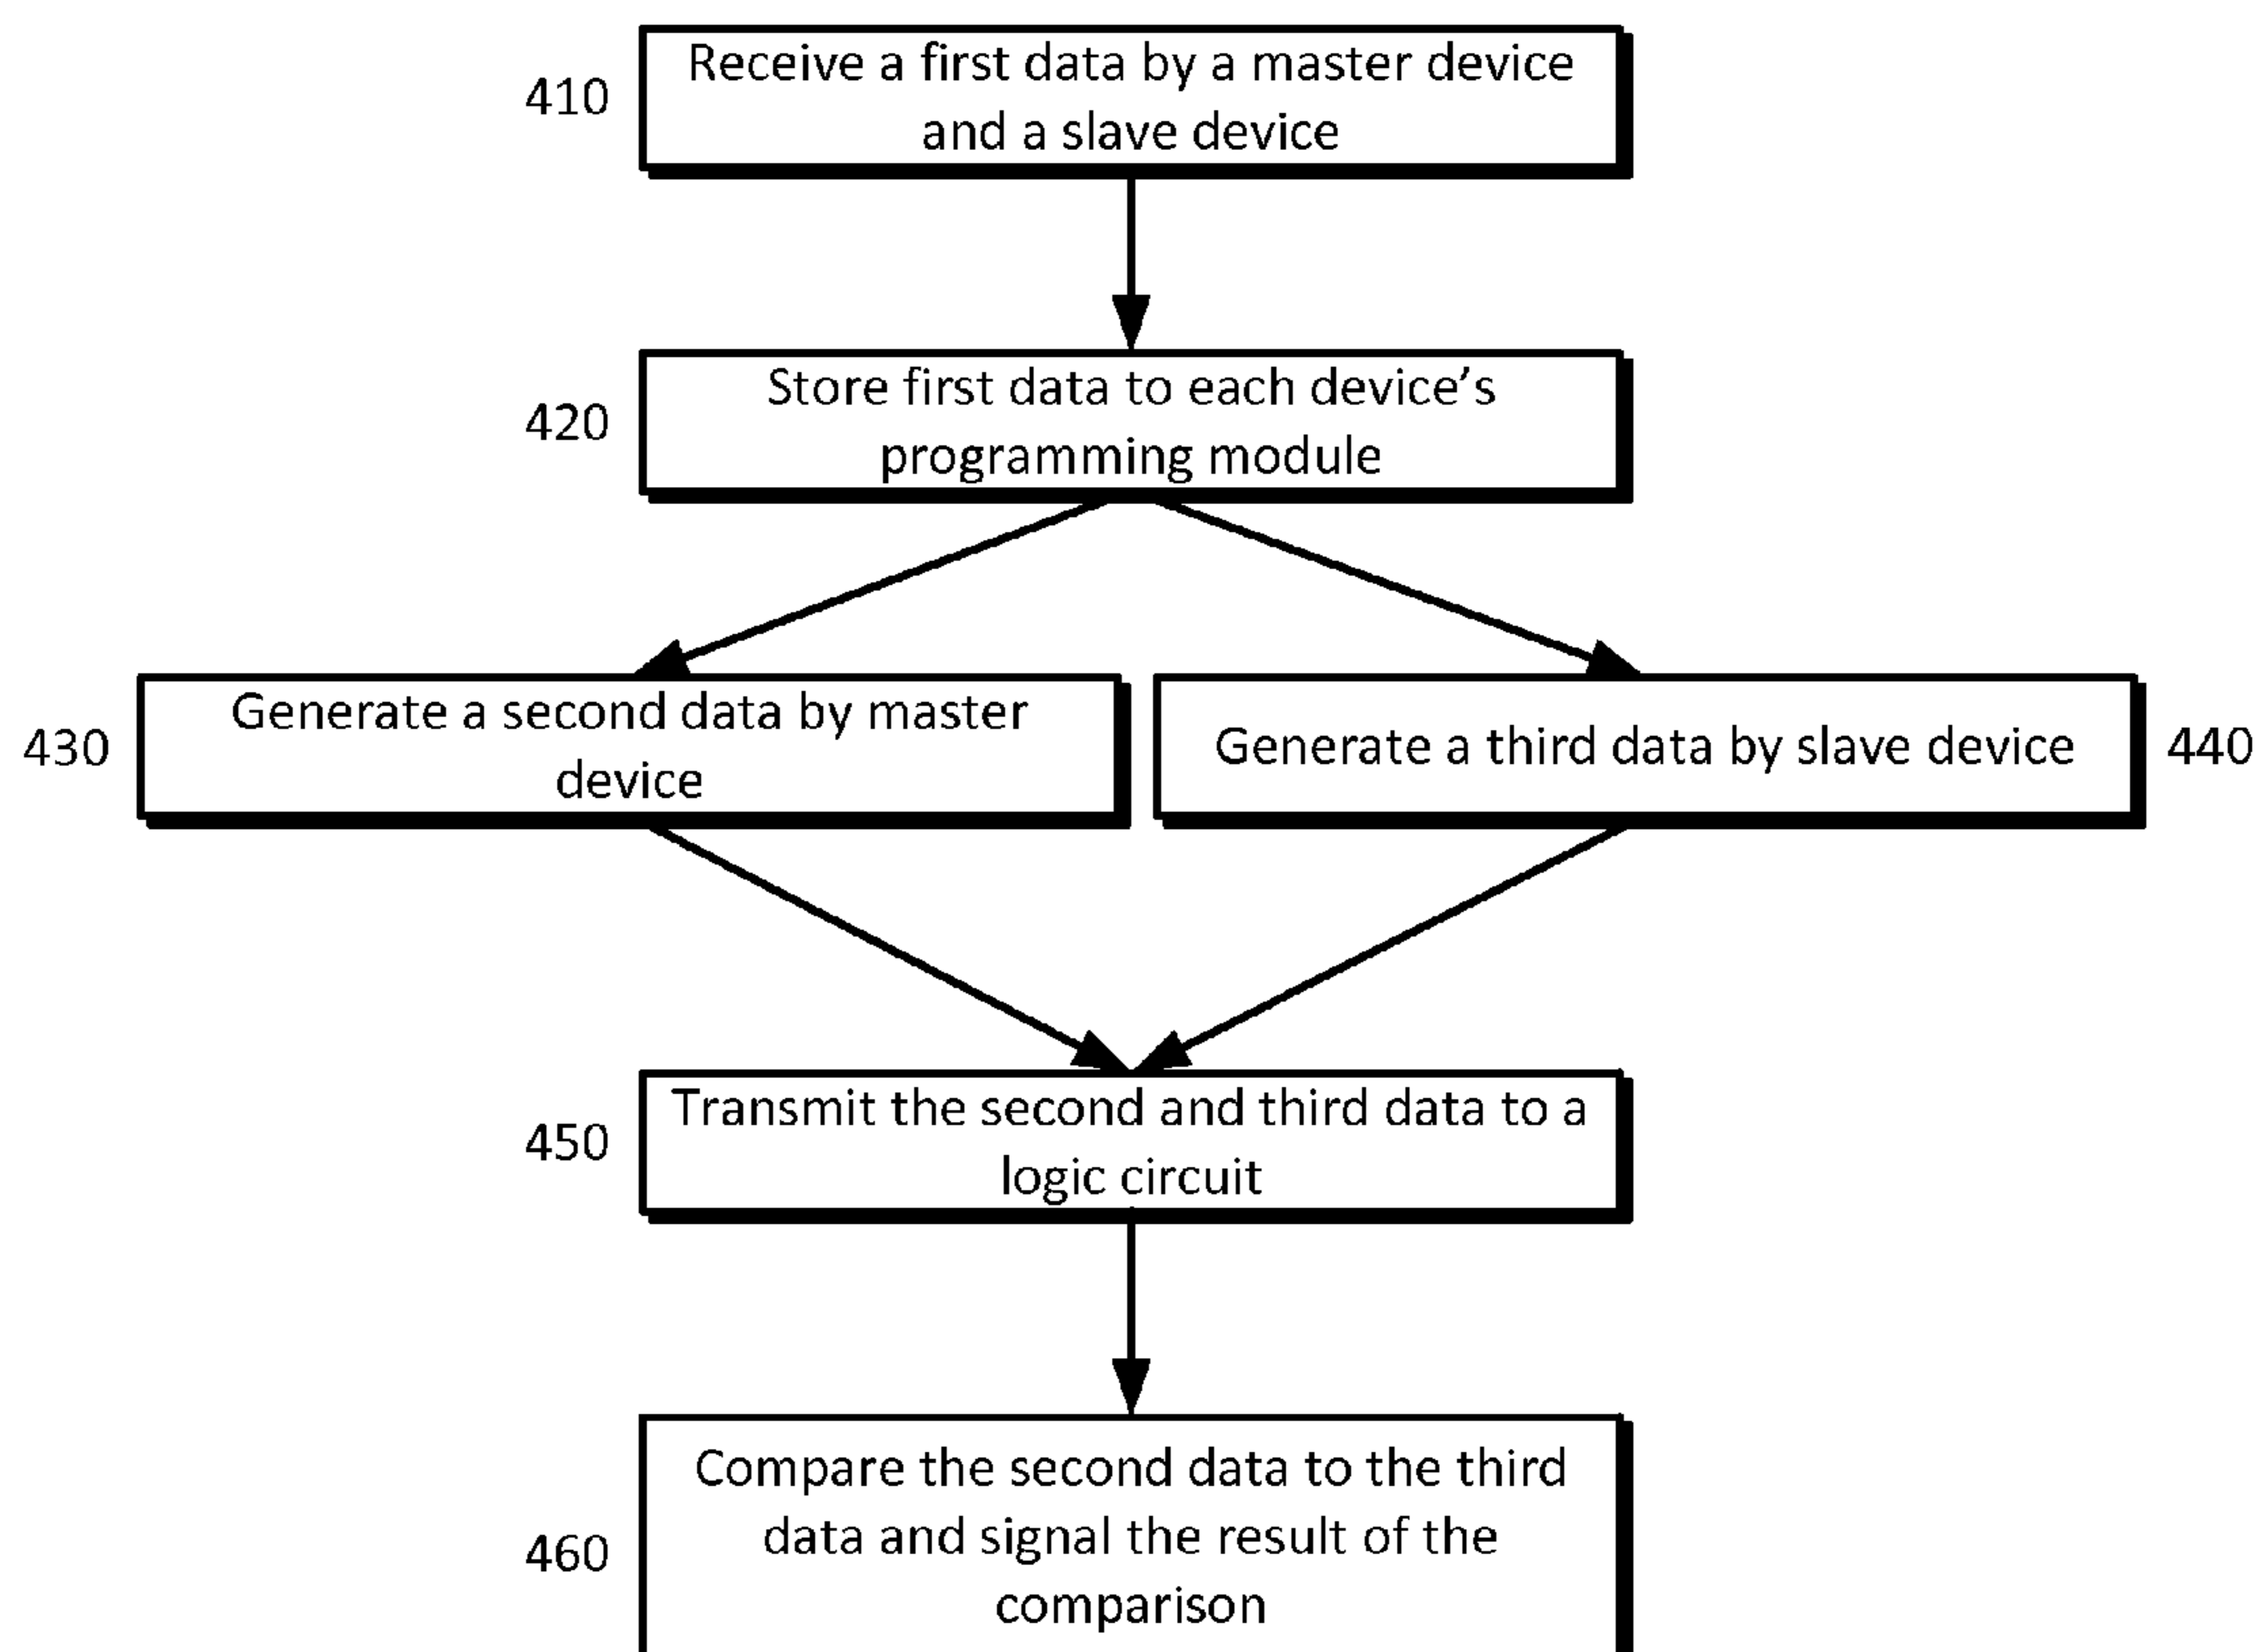 Receive a first data by a master device
and a slave device
410
Store first data to each device’s
programming module
420
430
Generate a second data by master
device
Generate a third data by slave device
440
Transmit the second and third data to a
logic circuit
450
Compare the second data to the third
data and signal the result of the
comparison
460